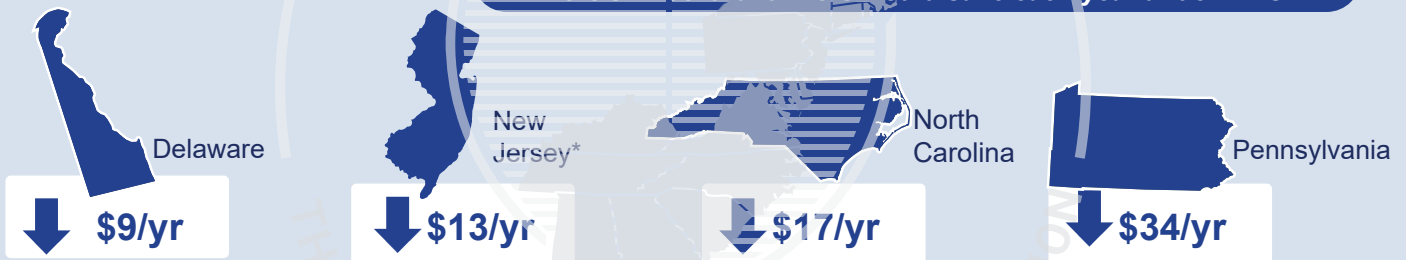 Delaware
New
Jersey*
North
Carolina
Pennsylvania
$9/yr
$13/yr
$17/yr
$34/yr